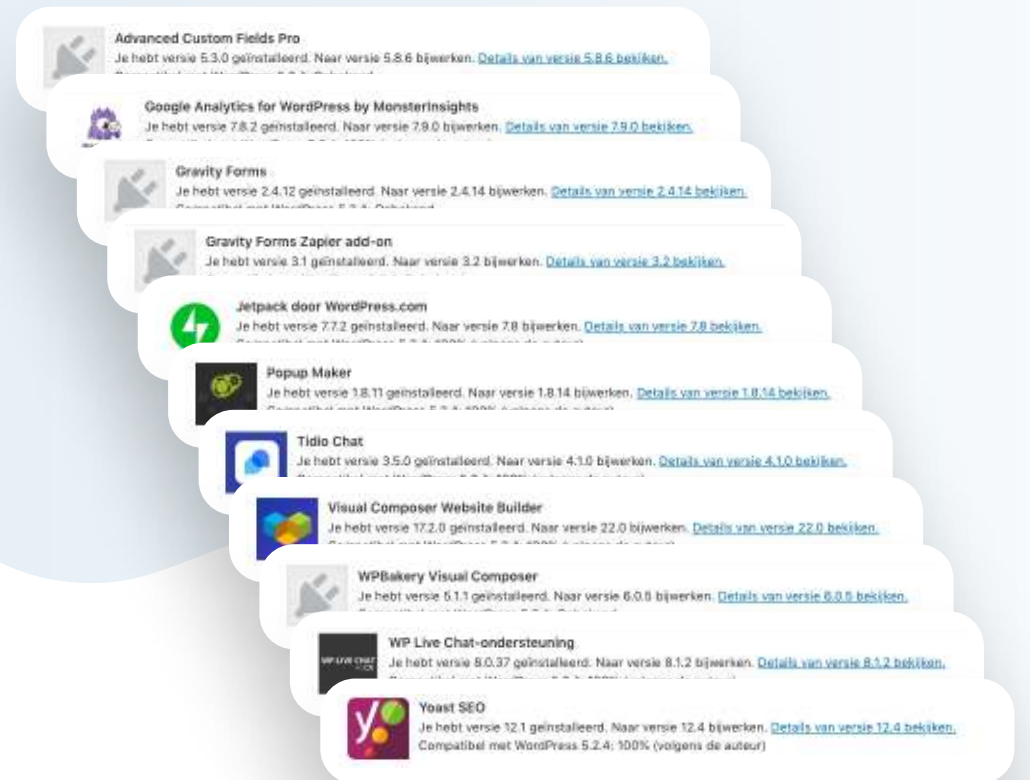 Advanced Custom Fields Pro
Je hebt versie 5.3.0 geïnstalleerd. Naar versie 5.8.6 bijwerken. Details van versie 5.8.6 bekijken.
Google Analytics for WordPress by MonsterInsights
Je hebt versie 7.8.2 geïnstalleerd. Naar versie 7.9.0 bijwerken. Details van versie 7.9.0 bekijken.
Gravity Forms
Je hebt versie 2.4.12 geïnstalleerd. Naar versie 2.4.14 bijwerken. Details van versie 2.4.14 bekijken.
Gravity Forms Zapier add-on
Je hebt versie 3.1 geïnstalleerd. Naar versie 3.2 bijwerken. Details van versie 3.2 bekijken.
Jetpack door WordPress.com
Je hebt versie 7.7.2 geïnstalleerd. Naar versie 7.8 bijwerken. Details van versie 7.8 bekijken.
Popup Maker
Je hebt versie 1.8.11 geïnstalleerd. Naar versie 1.8.14 bijwerken. Details van versie 1.8.14 bekijken.
Tidio Chat
Je hebt versie 3.5.0 geïnstalleerd. Naar versie 4.1.0 bijwerken. Details van versie 4.1.0 bekijken.
Visual Composer Website Builder
Je hebt versie 17.2.0 geïnstalleerd. Naar versie 22.0 bijwerken. Details van versie 22.0 bekijken.
WPBakery Visual Composer
Je hebt versie 5.1.1 geïnstalleerd. Naar versie 6.0.5 bijwerken. Details van versie 6.0.5 bekijken.
WP LIVE CHAT
WP Live Chat-ondersteuning
Je hebt versie 8.0.37 geïnstalleerd. Naar versie 8.1.2 bijwerken. Details van versie 8.1.2 bekijken.
Yoast SEO
Je hebt versie 12.1 geïnstalleerd. Naar versie 12.4 bijwerken. Details van versie 12.4 bekijken.
Compatibel met WordPress 5.2.4: 100% (volgens de auteur)